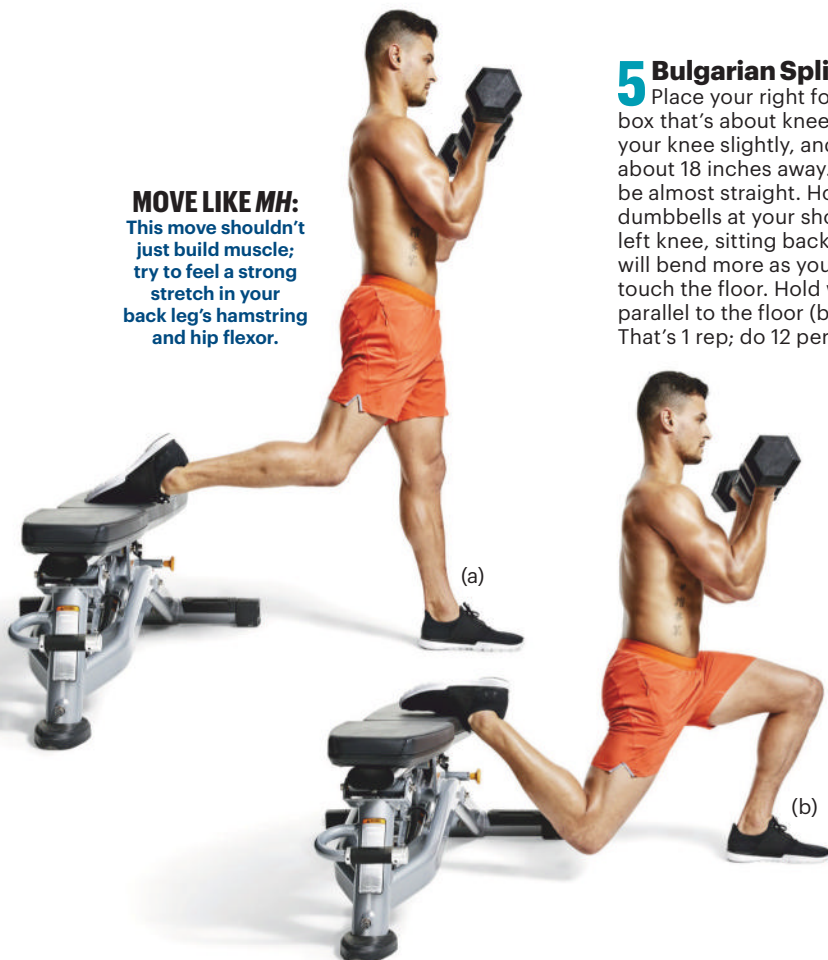 MOVE LIKE MH:
This move shouldn't
just build muscle;
try to feel a strong
stretch in your
back leg's hamstring
and hip flexor.
5 Bulgarian Spli
Place your right fo
box that's about knee
your knee slightly, and
about 18 inches away.
be almost straight. Ho
dumbbells at your sho
left knee, sitting back
will bend more as you
touch the floor. Hold
parallel to the floor (b
That's 1 rep; do 12 per
(a)
(b)